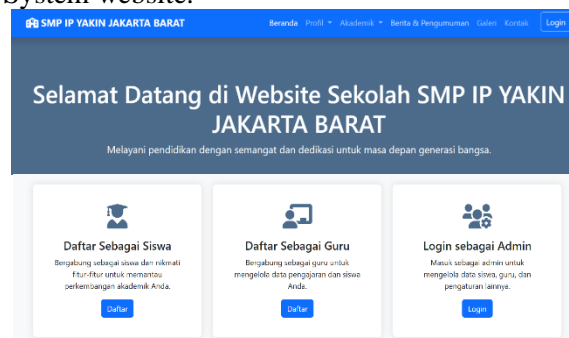 System website.
SMP IP YAKIN JAKARTA BARAT
Beranda Profil Akademik Berita & Pengumuman Galeri Kontak Login
Selamat Datang di Website Sekolah SMP IP YAKIN
JAKARTA BARAT
Melayani pendidikan dengan semangat dan dedikasi untuk masa depan generasi bangsa.
Daftar Sebagai Siswa
Bergabung sebagai siswa dan nikmati
fitur-fitur untuk memantau
perkembangan akademik Anda.
Daftar
Daftar Sebagai Guru
Bergabung sebagai guru untuk
mengelola data pengajaran dan siswa
Anda.
Daftar
Login sebagai Admin
Masuk sebagai admin untuk
mengelola data siswa, guru, dan
pengaturan lainnya.
Login